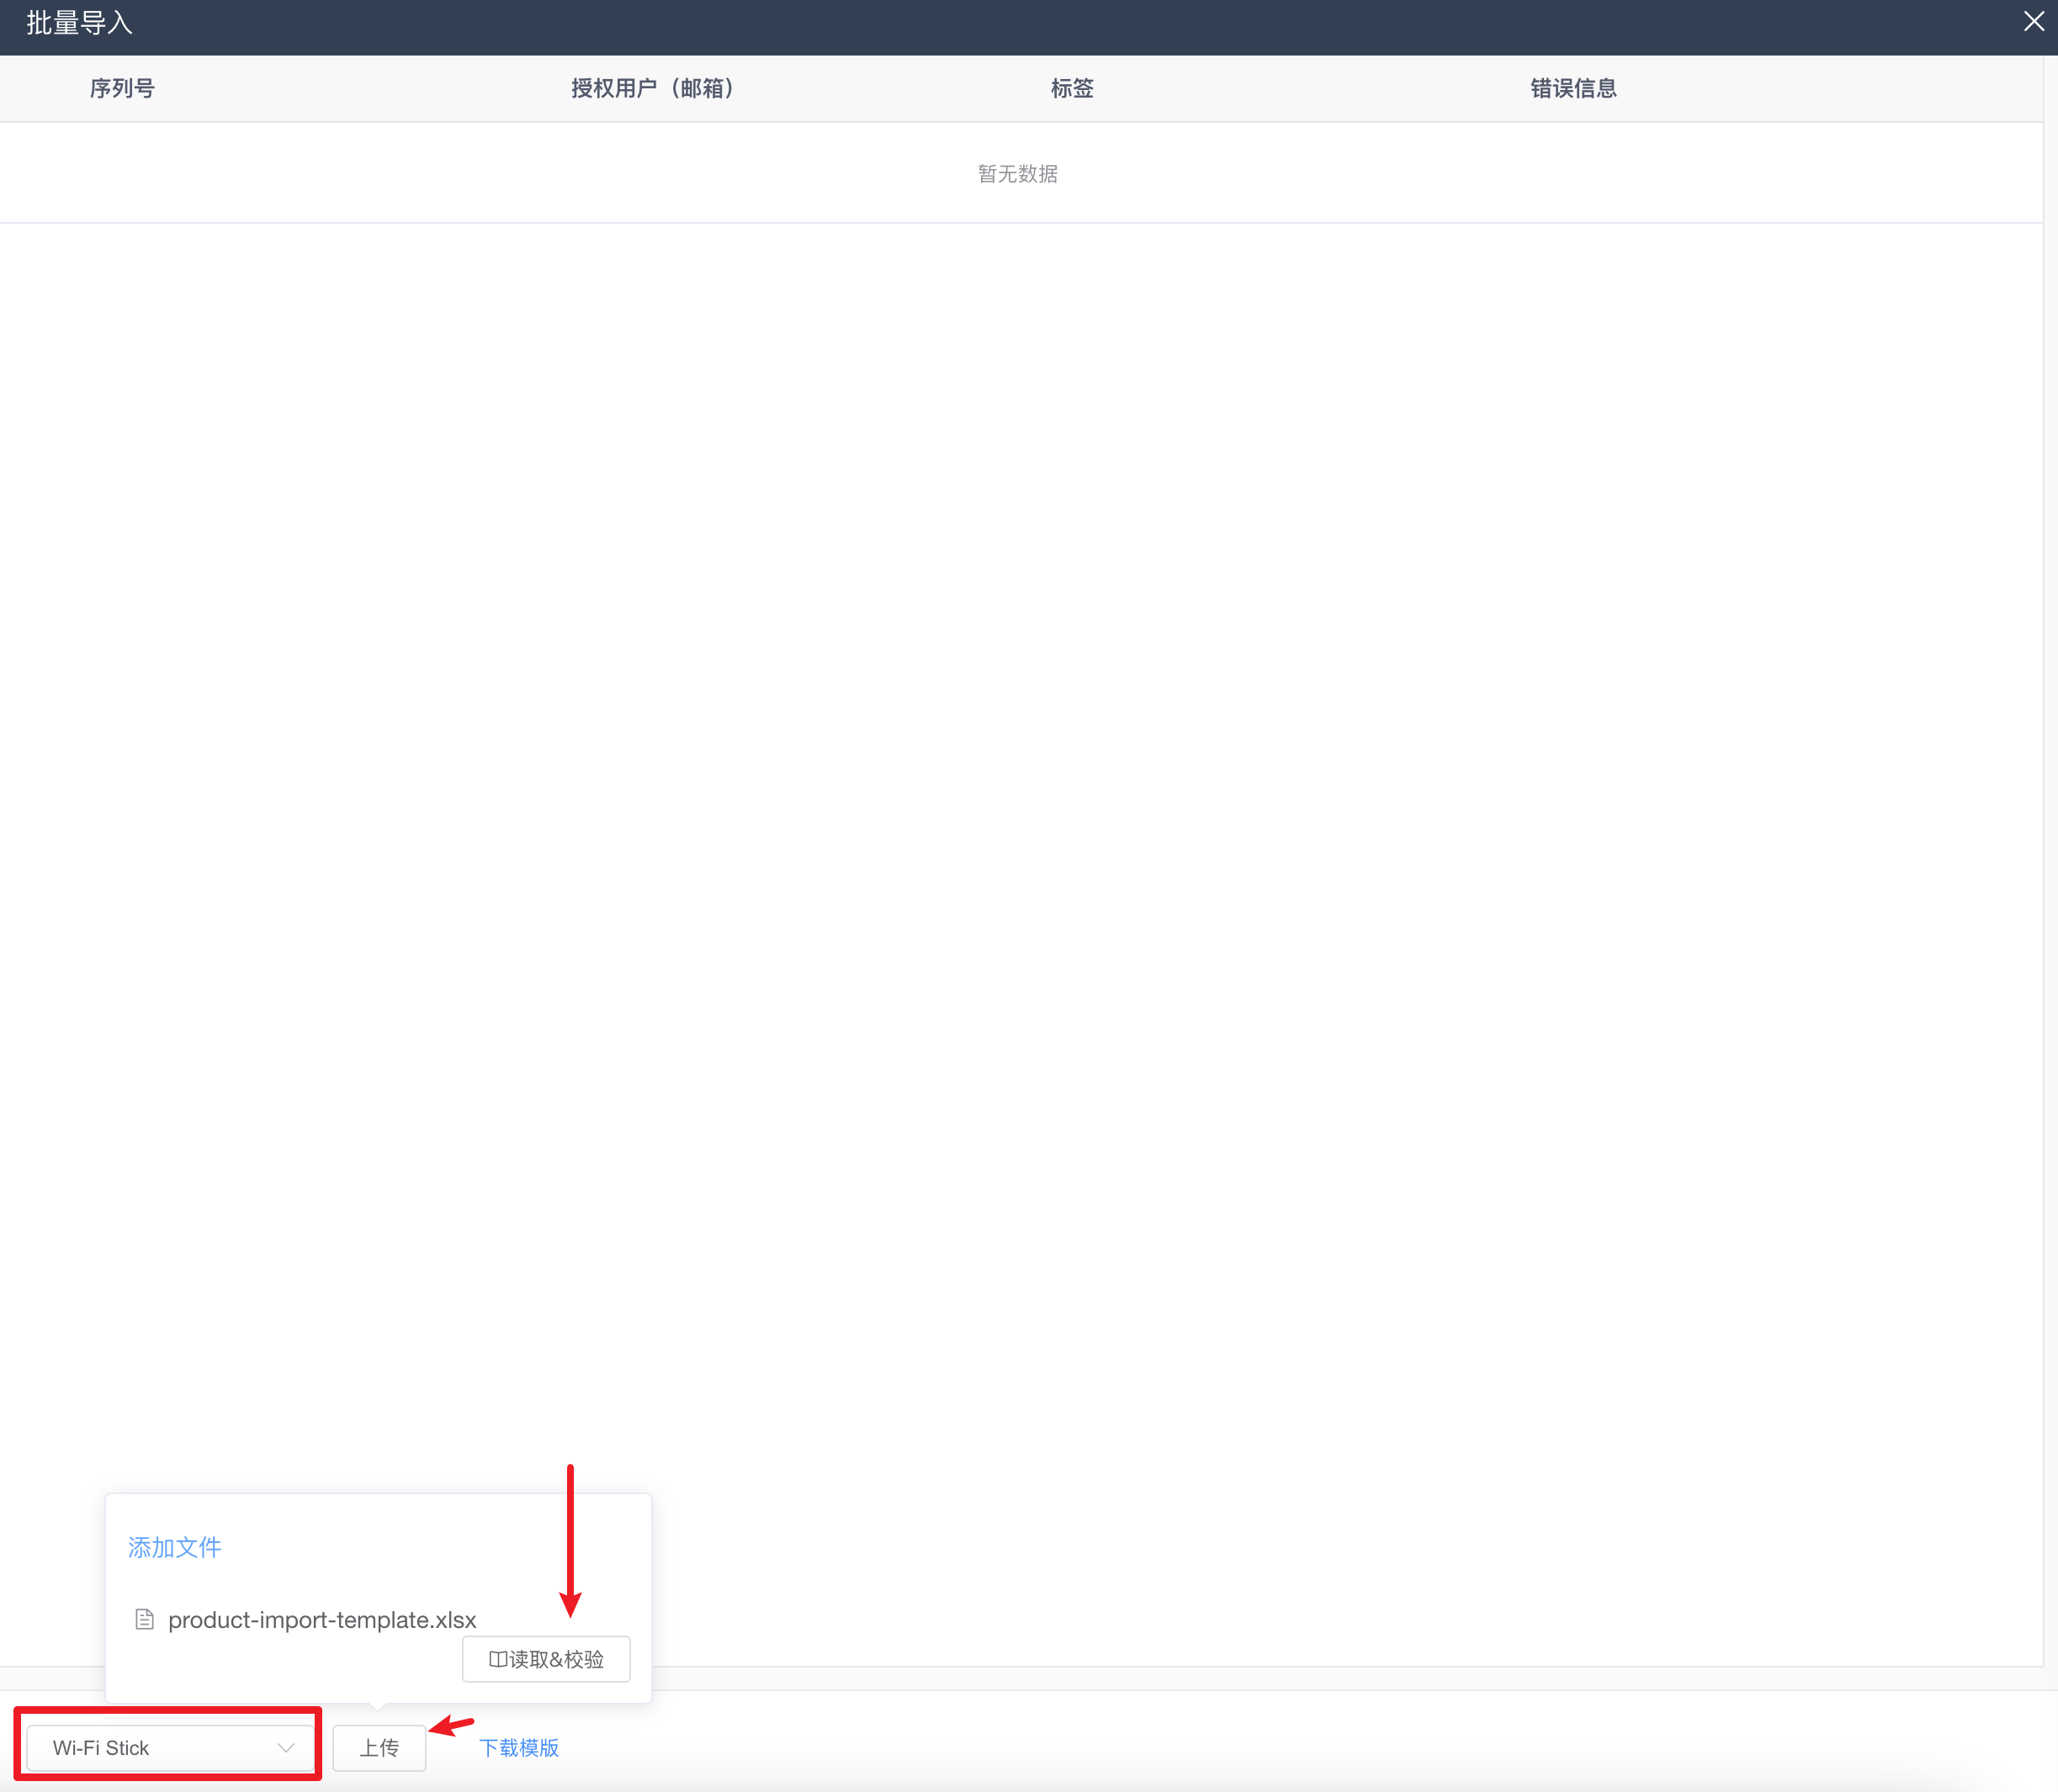 批量导入
序列号 授权用户（邮箱） 标签 错误信息
暂无数据
添加文件
product-import-template.xlsx
读取&校验
Wi-Fi Stick 上传 下载模版